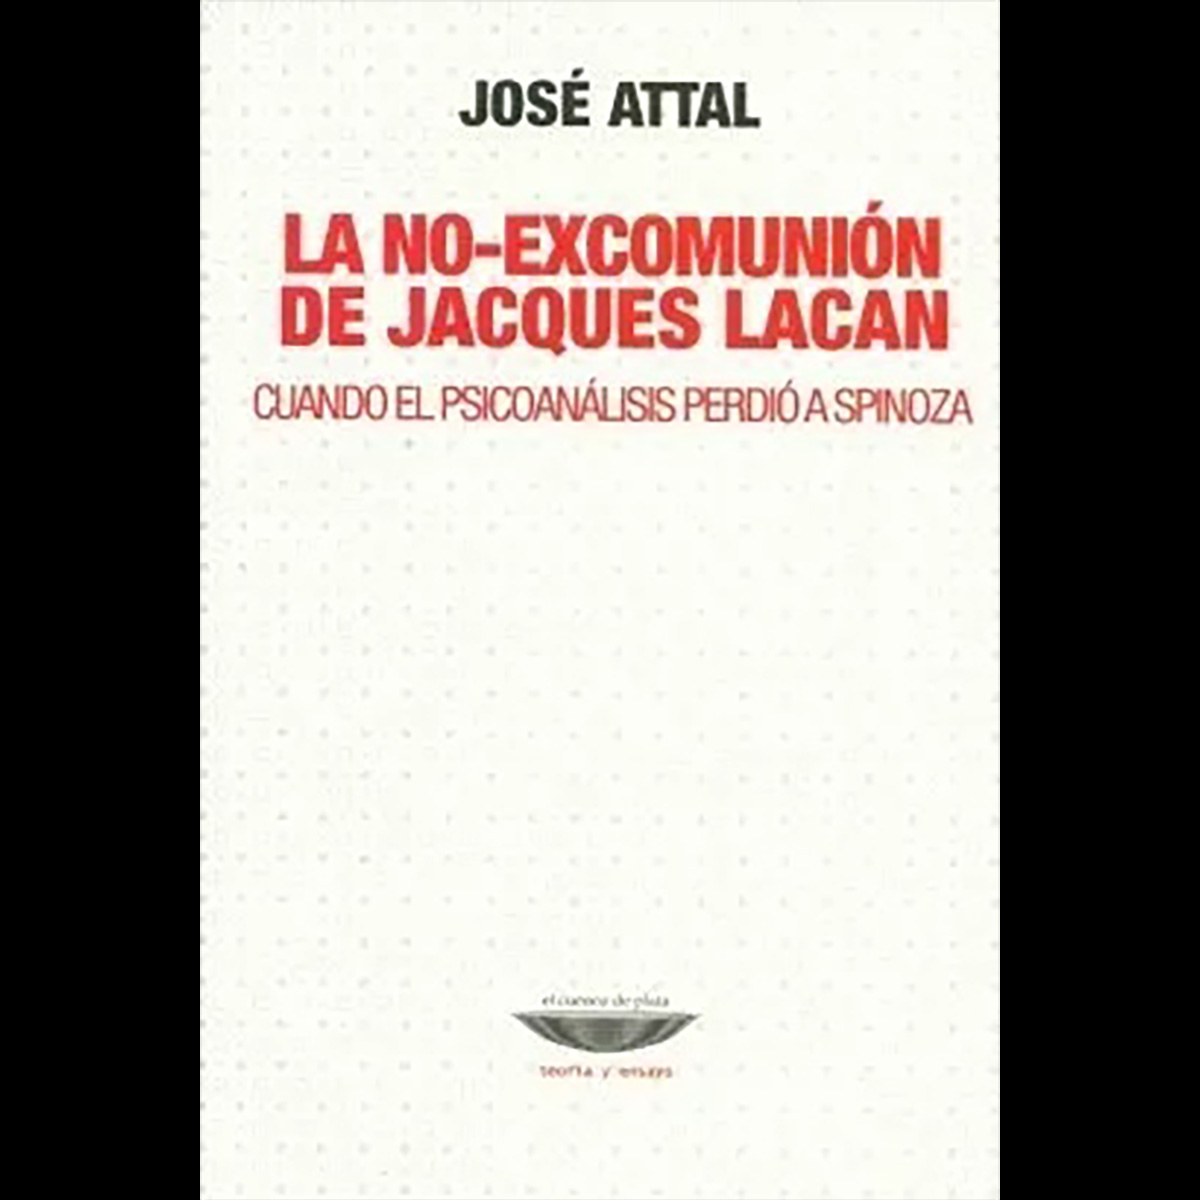 JOSÉ ATTAL
LA NO-EXCOMUNIÓN
DE JACQUES LACAN
CUANDO EL PSICOANÁLISIS PERDIÓ A SPINOZA
el cuenco de plata
teoría y ensayo